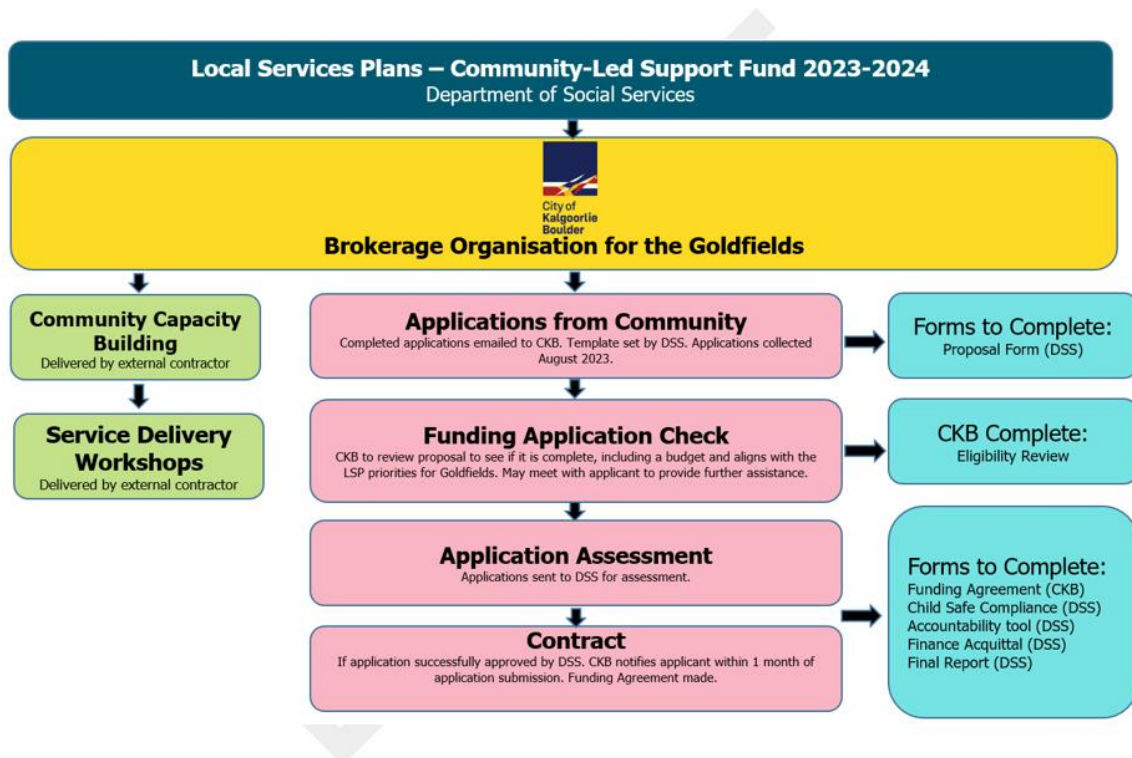 Local Services Plans – Community-Led Support Fund 2023-2024
Department of Social Services
City of
Kalgoorlie
Boulder
Brokerage Organisation for the Goldfields
Community Capacity
Building
Delivered by external contractor
Service Delivery
Workshops
Delivered by external contractor
Applications from Community
Completed applications emailed to CKB. Template set by DSS. Applications collected
August 2023.
Forms to Complete:
Proposal Form (DSS)
Funding Application Check
CKB to review proposal to see if it is complete, including a budget and aligns with the
LSP priorities for Goldfields. May meet with applicant to provide further assistance.
CKB Complete:
Eligibility Review
Application Assessment
Applications sent to DSS for assessment.
Contract
If application successfully approved by DSS. CKB notifies applicant within 1 month of
application submission. Funding Agreement made.
Forms to Complete:
Funding Agreement (CKB)
Child Safe Compliance (DSS)
Accountability tool (DSS)
Finance Acquittal (DSS)
Final Report (DSS)